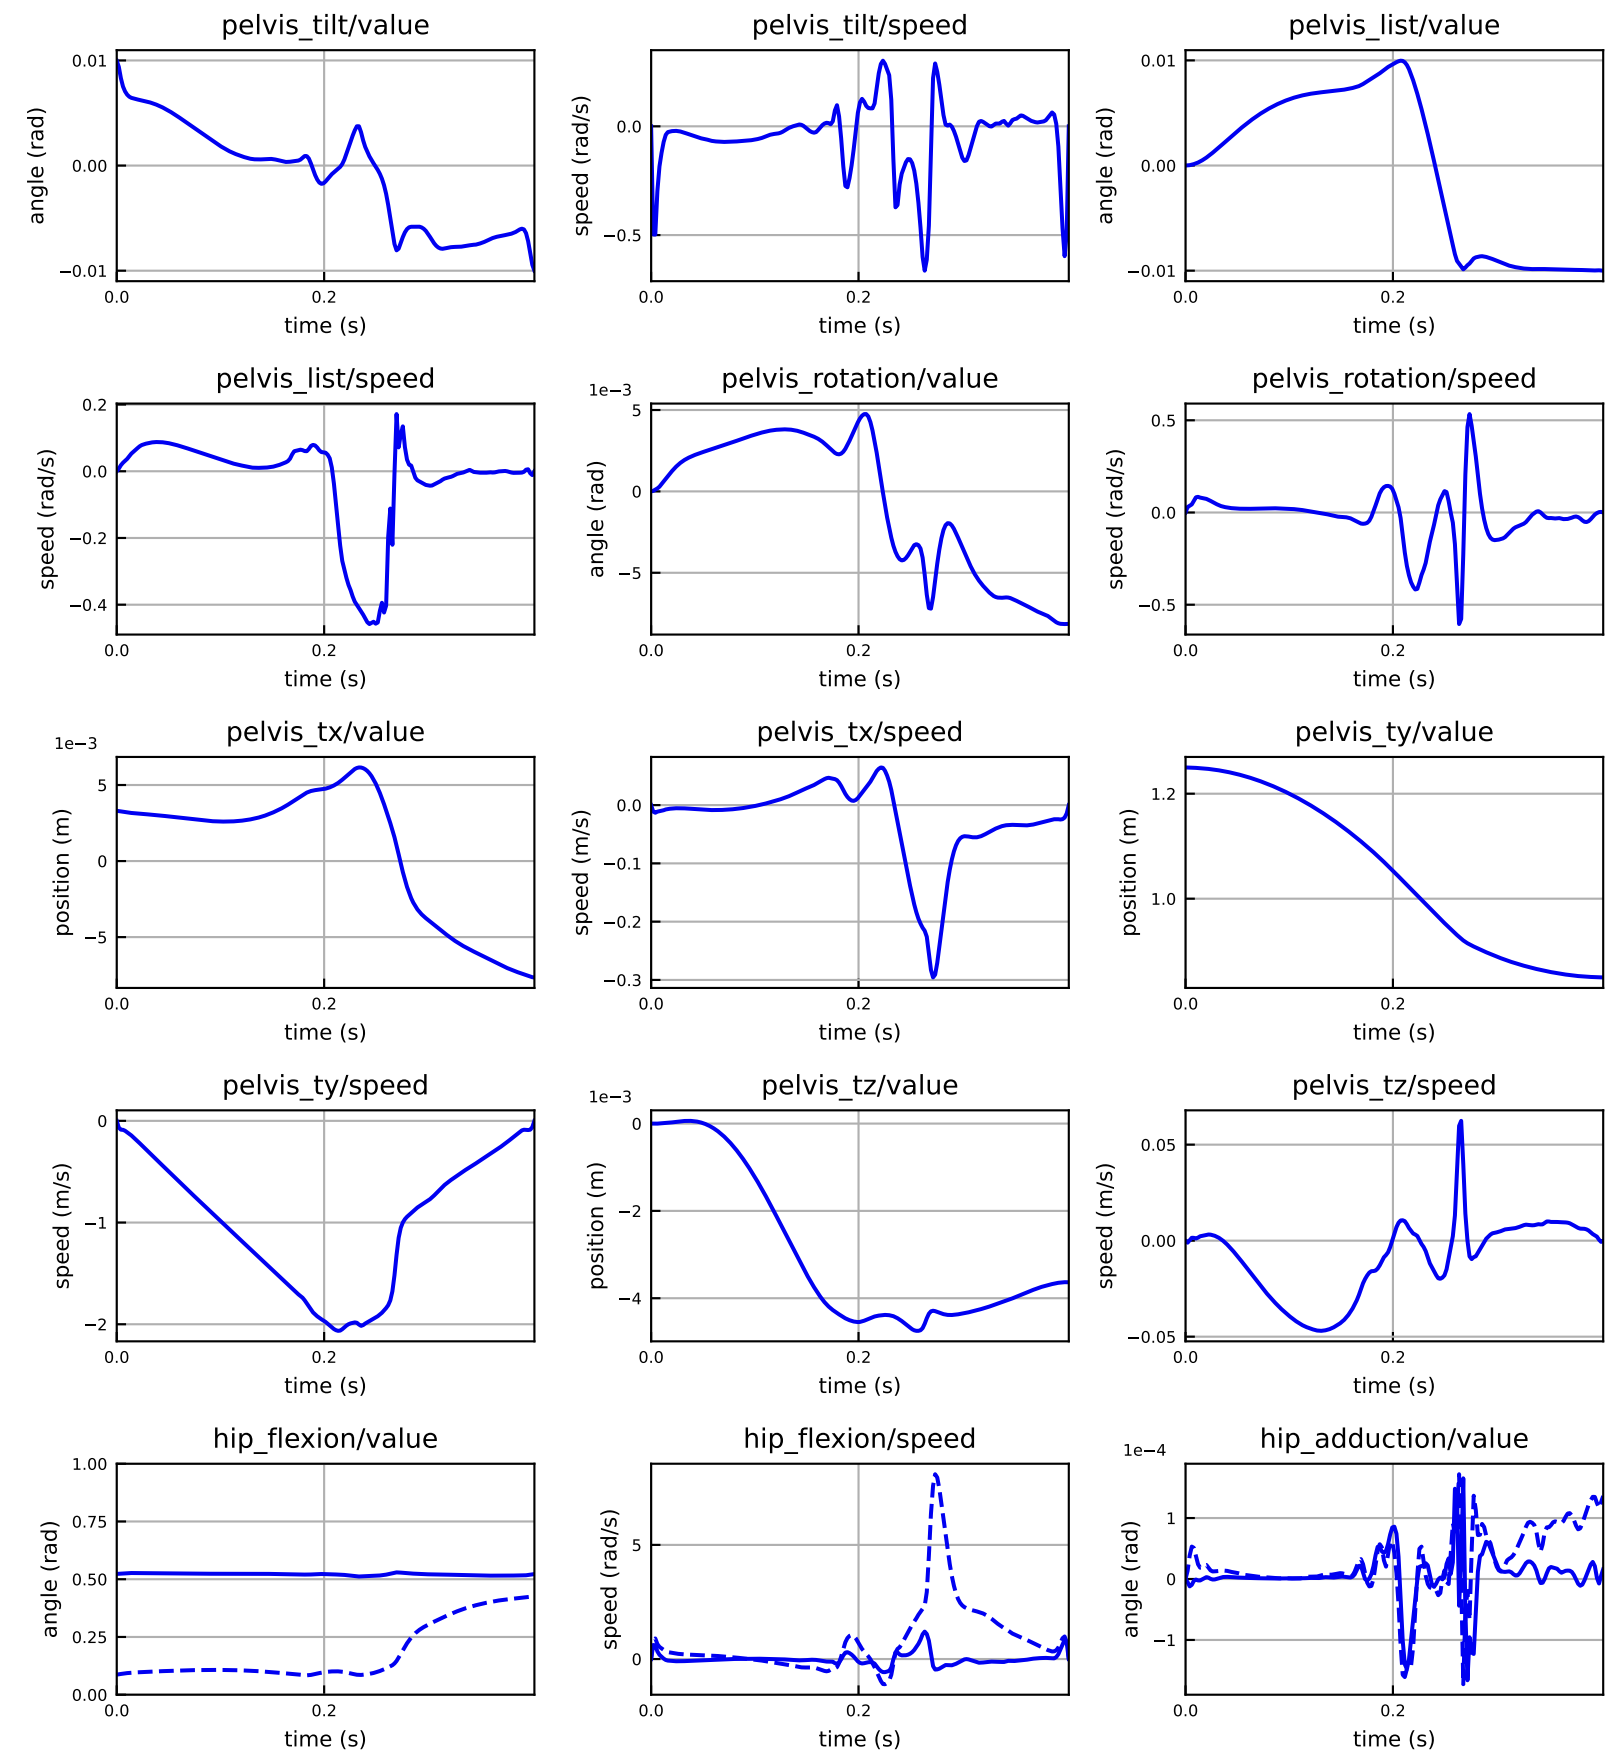 pelvis_tilt/value
pelvis_tilt/speed
pelvis_list/value
0.01
0.00
−0.01
angle (rad)
0.0
0.2
time (s)
0.0
−0.5
speed (rad/s)
0.0
0.2
time (s)
0.01
0.00
−0.01
angle (rad)
0.0
0.2
time (s)
pelvis_list/speed
pelvis_rotation/value
pelvis_rotation/speed
0.2
0.0
−0.2
−0.4
speed (rad/s)
0.0
0.2
time (s)
1e−3
5
0
−5
angle (rad)
0.0
0.2
time (s)
0.5
0.0
−0.5
speed (rad/s)
0.0
0.2
time (s)
pelvis_tx/value
pelvis_tx/speed
pelvis_ty/value
1e−3
5
0
−5
position (m)
0.0
0.2
time (s)
0.0
−0.1
−0.2
−0.3
speed (m/s)
0.0
0.2
time (s)
1.2
1.0
position (m)
0.0
0.2
time (s)
pelvis_ty/speed
pelvis_tz/value
pelvis_tz/speed
0
−1
−2
speed (m/s)
0.0
0.2
time (s)
1e−3
0
−2
−4
position (m)
0.0
0.2
time (s)
0.05
0.00
−0.05
speed (m/s)
0.0
0.2
time (s)
hip_flexion/value
hip_flexion/speed
hip_adduction/value
1.00
0.75
0.50
0.25
0.00
angle (rad)
0.0
0.2
time (s)
5
0
speed (rad/s)
0.0
0.2
time (s)
1e−4
1
0
−1
angle (rad)
0.0
0.2
time (s)